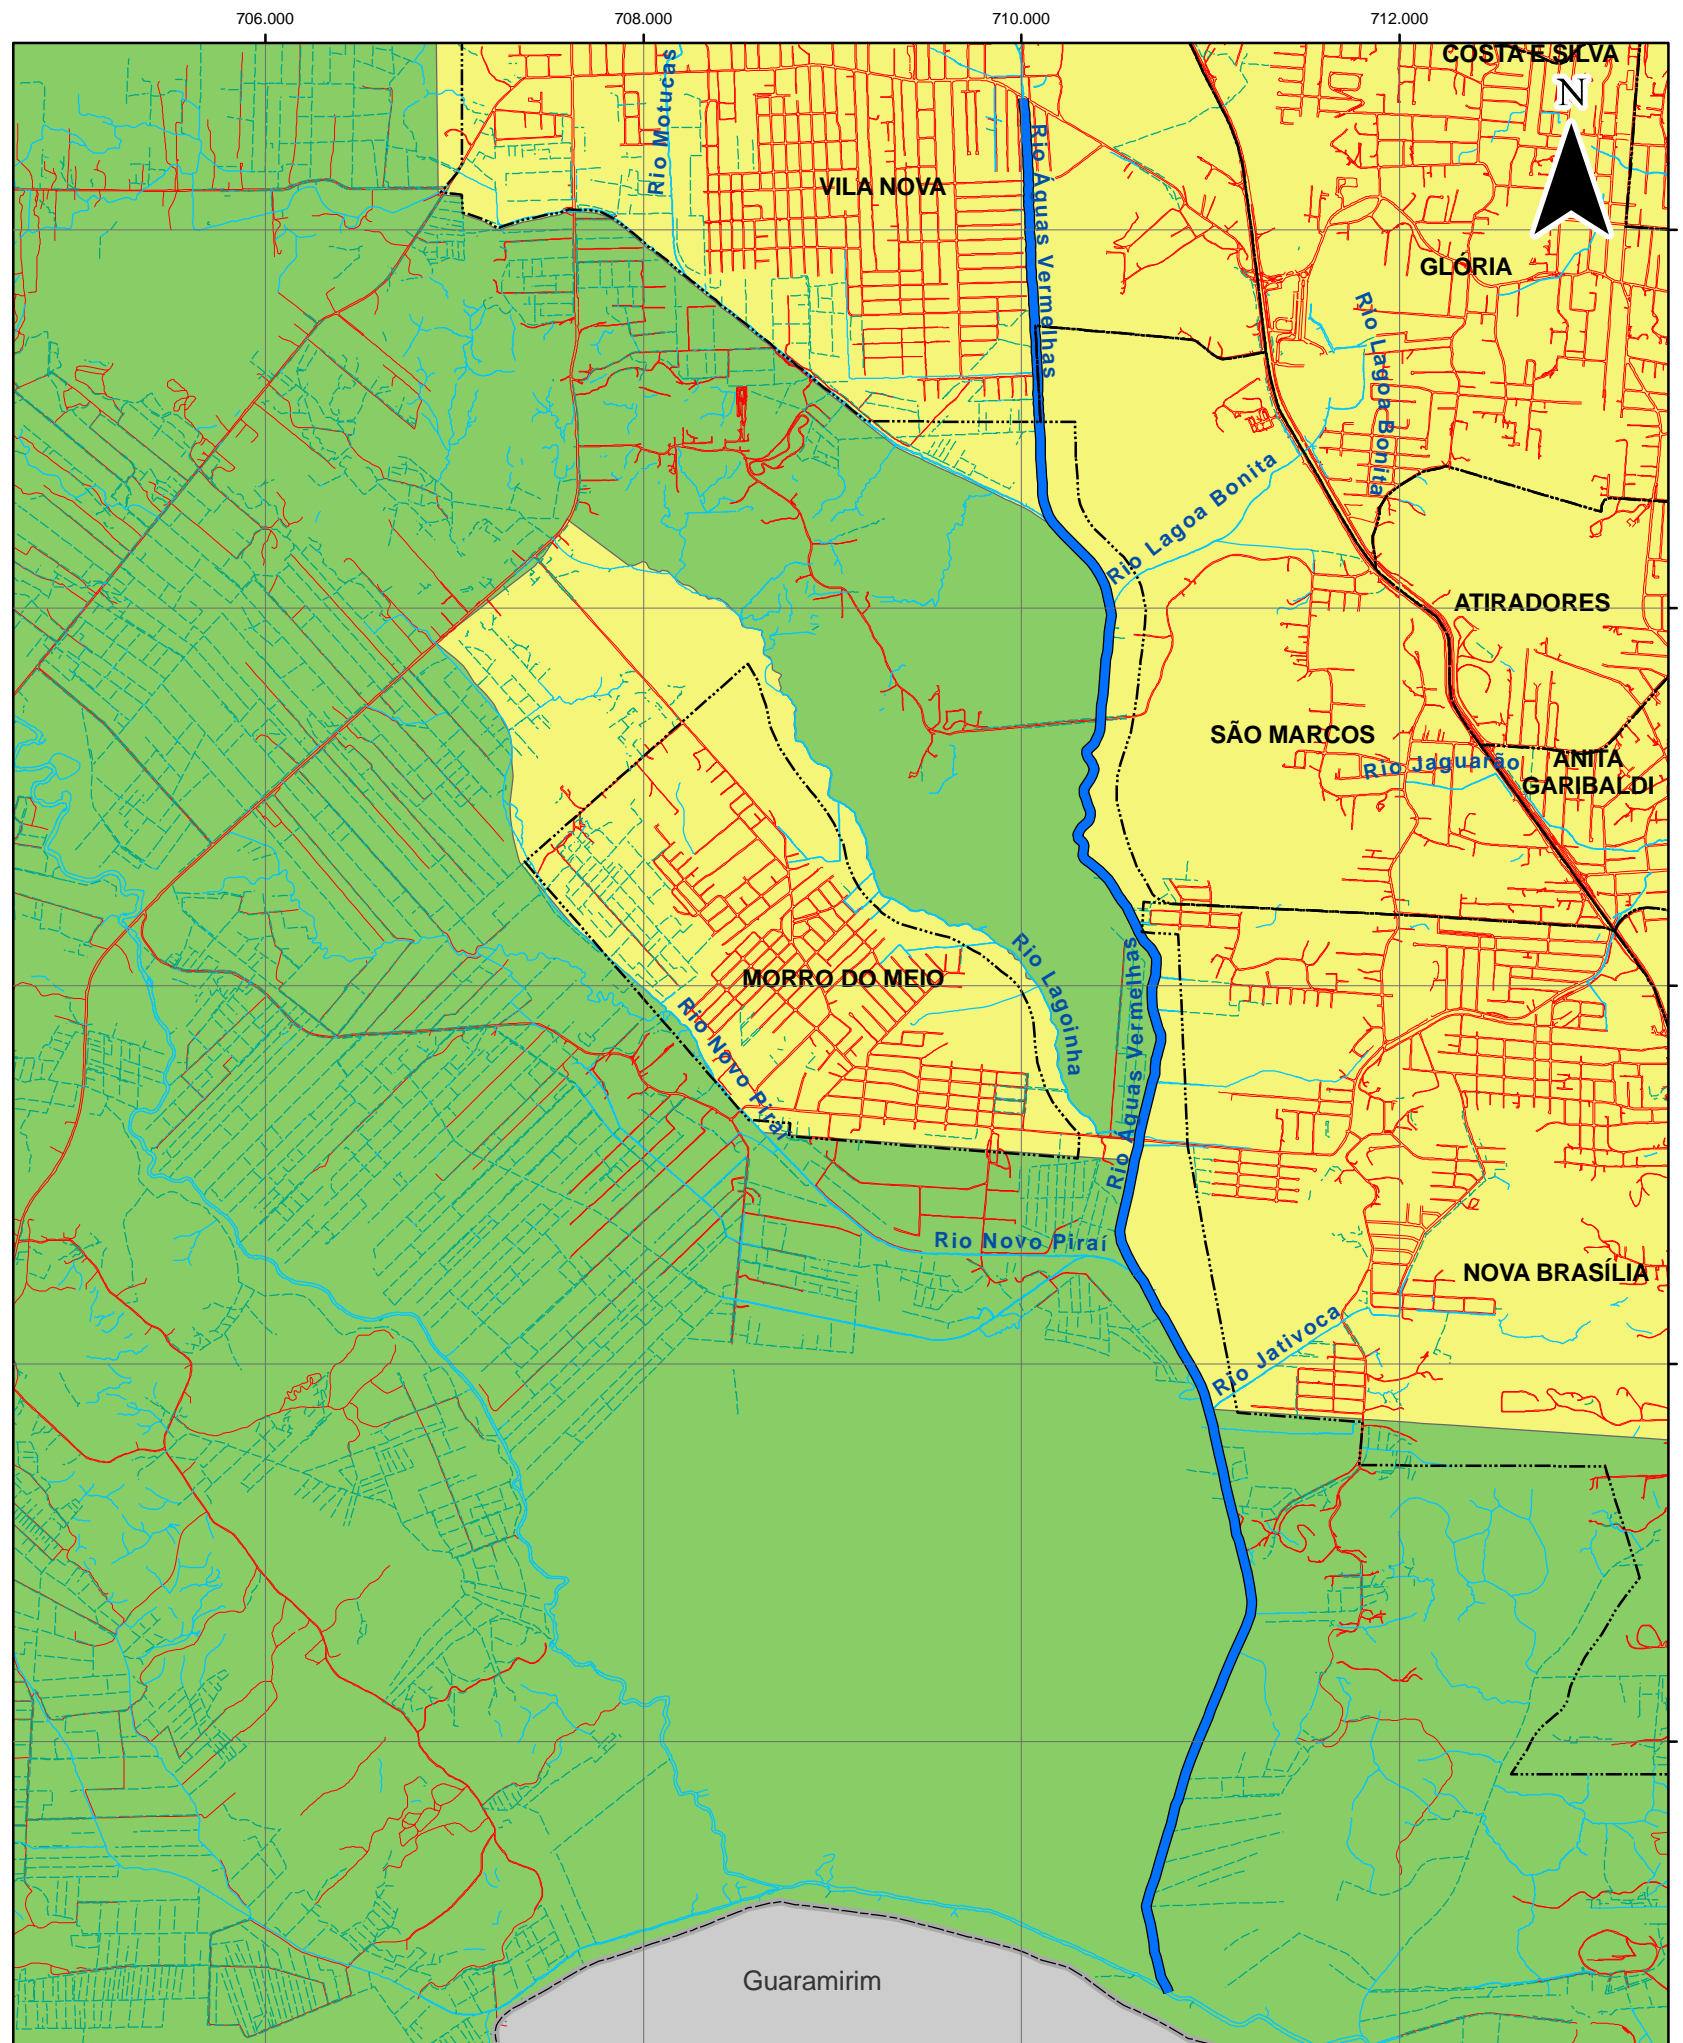 706.000
708.000
710.000
712.000
COSTA E SILVA
N
Rio Motucas
VILA NOVA
Rio Águas Vermelhas
GLÓRIA
Rio Lagoa Bonita
Rio Lagoa Bonita
ATIRADORES
SÃO MARCOS
Rio Jaguarão
ANITA
GARIBALDI
MORRO DO MEIO
Rio Lagoinha
Rio Águas Vermelhas
Rio Novo Piraí
Rio Novo Piraí
NOVA BRASÍLIA
Rio Jativoca
Guaramirim